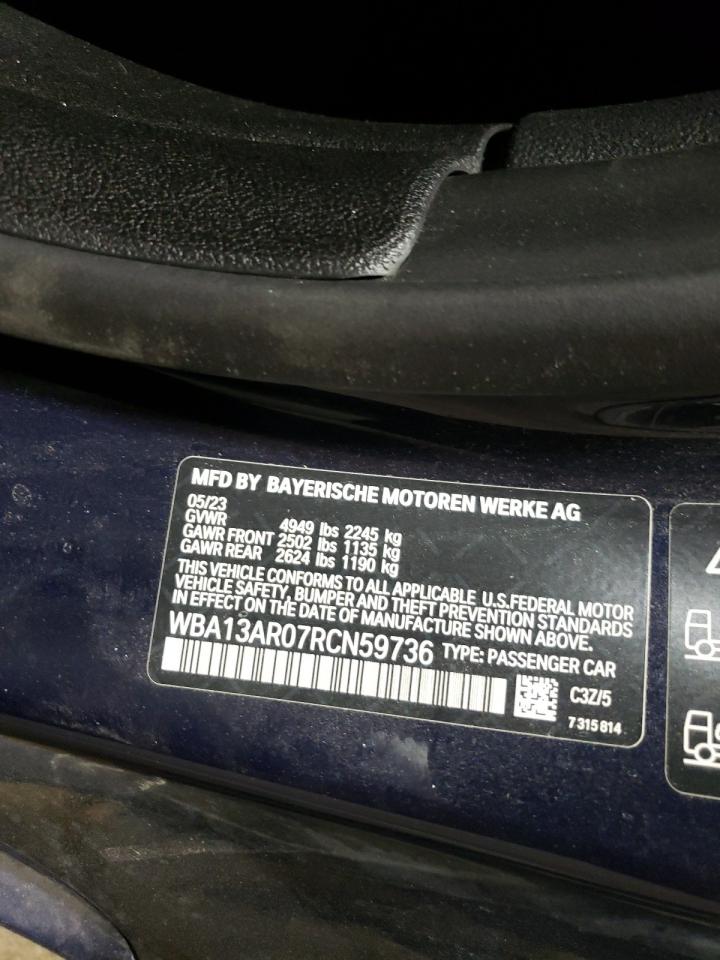 MFD BY BAYERISCHE MOTOREN WERKE AG
05/23
GVWR 4949 lbs 2245 kg
GAWR FRONT 2502 lbs 1135 kg
GAWR REAR 2624 lbs 1190 kg
THIS VEHICLE CONFORMS TO ALL APPLICABLE U.S.FEDERAL MOTOR
VEHICLE SAFETY, BUMPER AND THEFT PREVENTION STANDARDS
IN EFFECT ON THE DATE OF MANUFACTURE SHOWN ABOVE.
WBA13AR07RCN59736 TYPE: PASSENGER CAR
C3Z/5
7 315 814